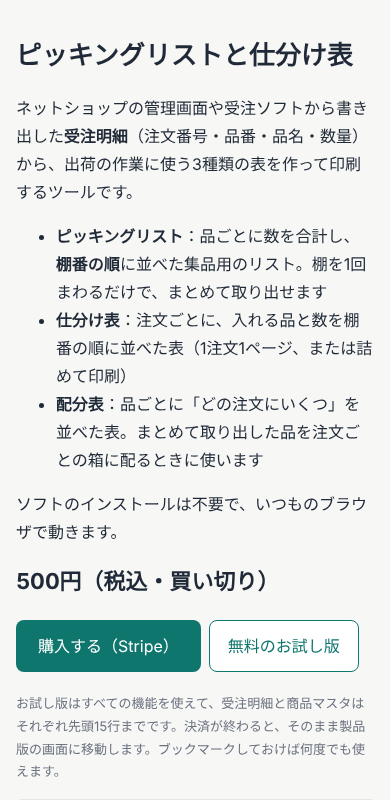 ピッキングリストと仕分け表
ネットショップの管理画面や受注ソフトから書き
出した受注明細（注文番号・品番・品名・数量）
から、出荷の作業に使う3種類の表を作って印刷
するツールです。
ピッキングリスト：品ごとに数を合計し、
棚番の順に並べた集品用のリスト。棚を1回
まわるだけで、まとめて取り出せます
仕分け表：注文ごとに、入れる品と数を棚
番の順に並べた表（1注文1ページ、または詰
めて印刷）
配分表：品ごとに「どの注文にいくつ」を
並べた表。まとめて取り出した品を注文ご
との箱に配るときに使います
ソフトのインストールは不要で、いつものブラウ
ザで動きます。
500円（税込・買い切り）
購入する（Stripe）
無料のお試し版
お試し版はすべての機能を使えて、受注明細と商品マスタは
それぞれ先頭15行までです。決済が終わると、そのまま製品
版の画面に移動します。ブックマークしておけば何度でも使
えます。